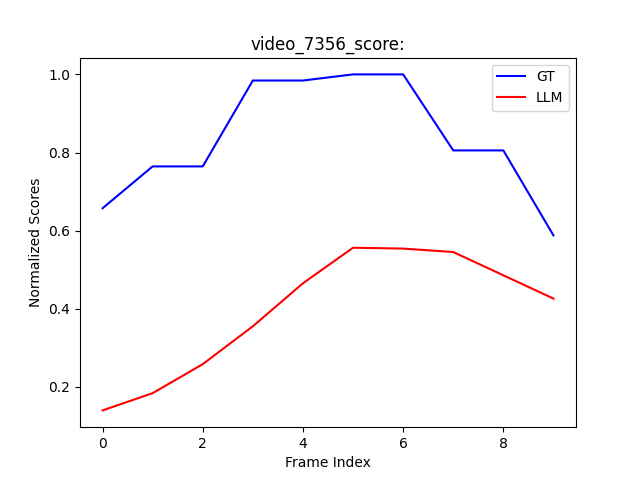 video_7356_score:
GT
LLM
Normalized Scores
1.0
0.8
0.6
0.4
0.2
0 2 4 6 8
Frame Index